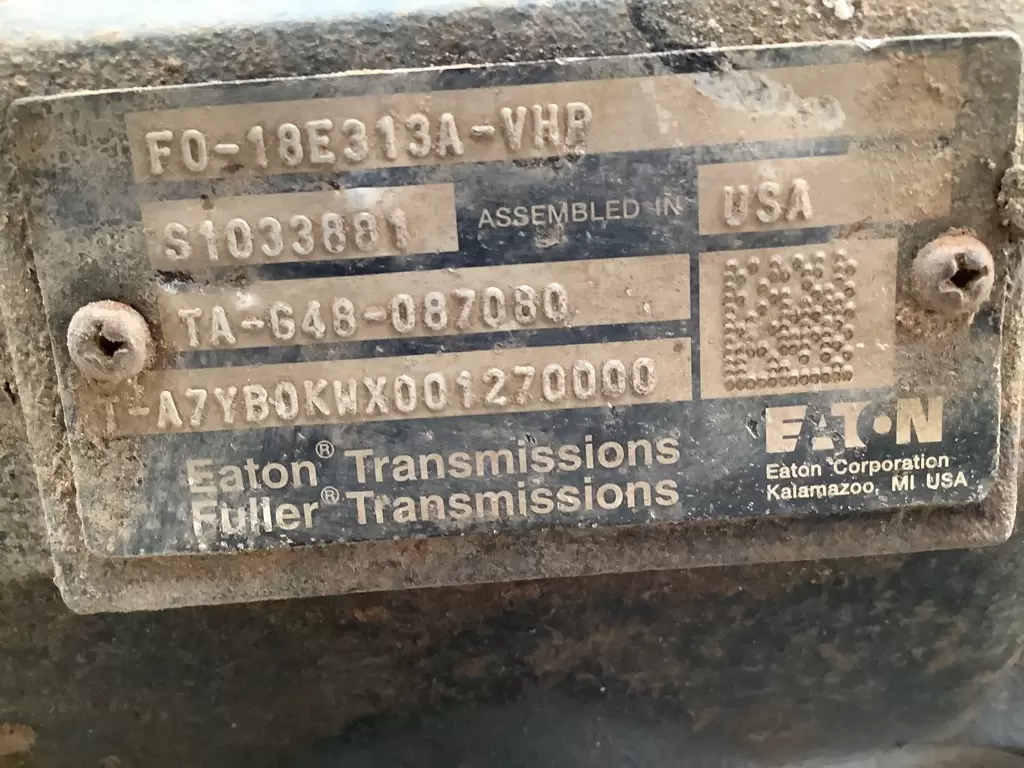 FO-18E313A-VHP
S1033881 ASSEMBLED IN USA
TA-G48-087080
T-A7YB0KWX001270000
Eaton® Transmissions
Fuller® Transmissions
EATON
Eaton Corporation
Kalamazoo, MI USA